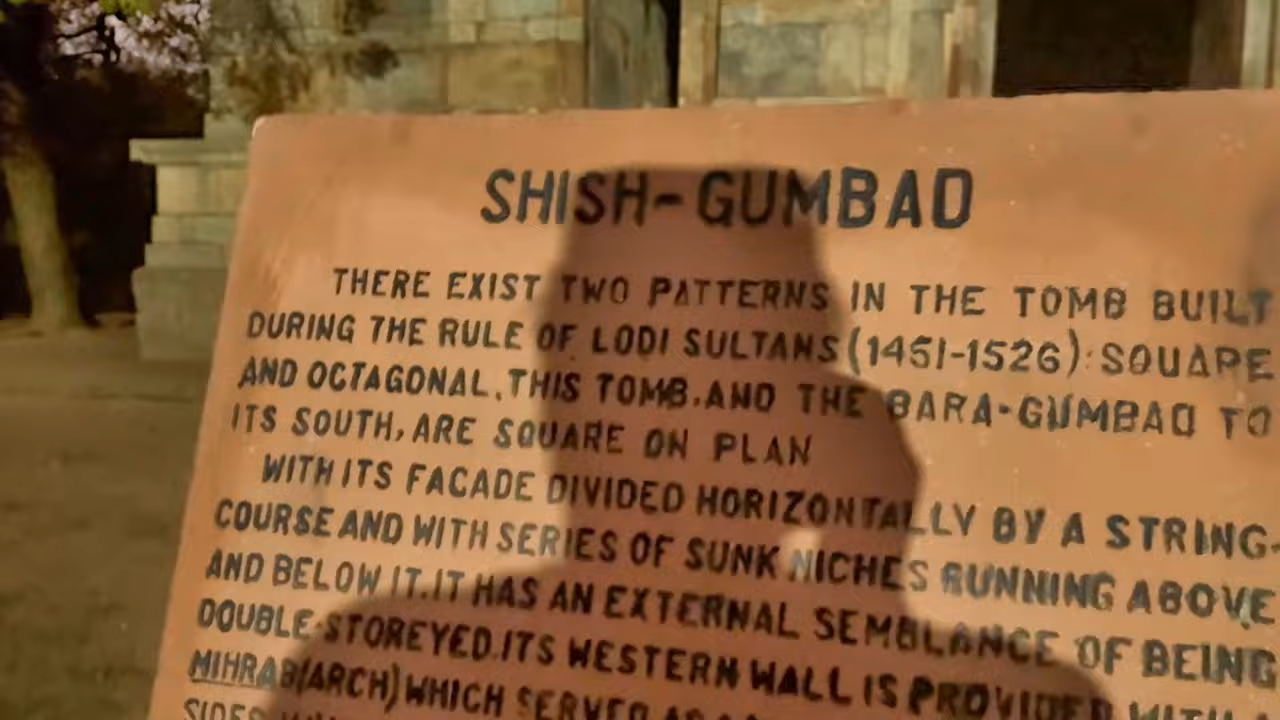 SHISH-GUMBAD
THERE EXIST TWO PATTERNS IN THE TOMB BUILT
DURING THE RULE OF LODI SULTANS (1451-1526): SQUARE
AND OCTAGONAL. THIS TOMB, AND THE BARA-GUMBAD TO
ITS SOUTH, ARE SQUARE ON PLAN
WITH ITS FACADE DIVIDED HORIZONTALLY BY A STRING-
COURSE AND WITH SERIES OF SUNK NICHES RUNNING ABOVE
AND BELOW IT. IT HAS AN EXTERNAL SEMBLANCE OF BEING
DOUBLE-STOREYED. ITS WESTERN WALL IS PROVIDED WITH
MIHRAB (ARCH) WHICH SERVED AS